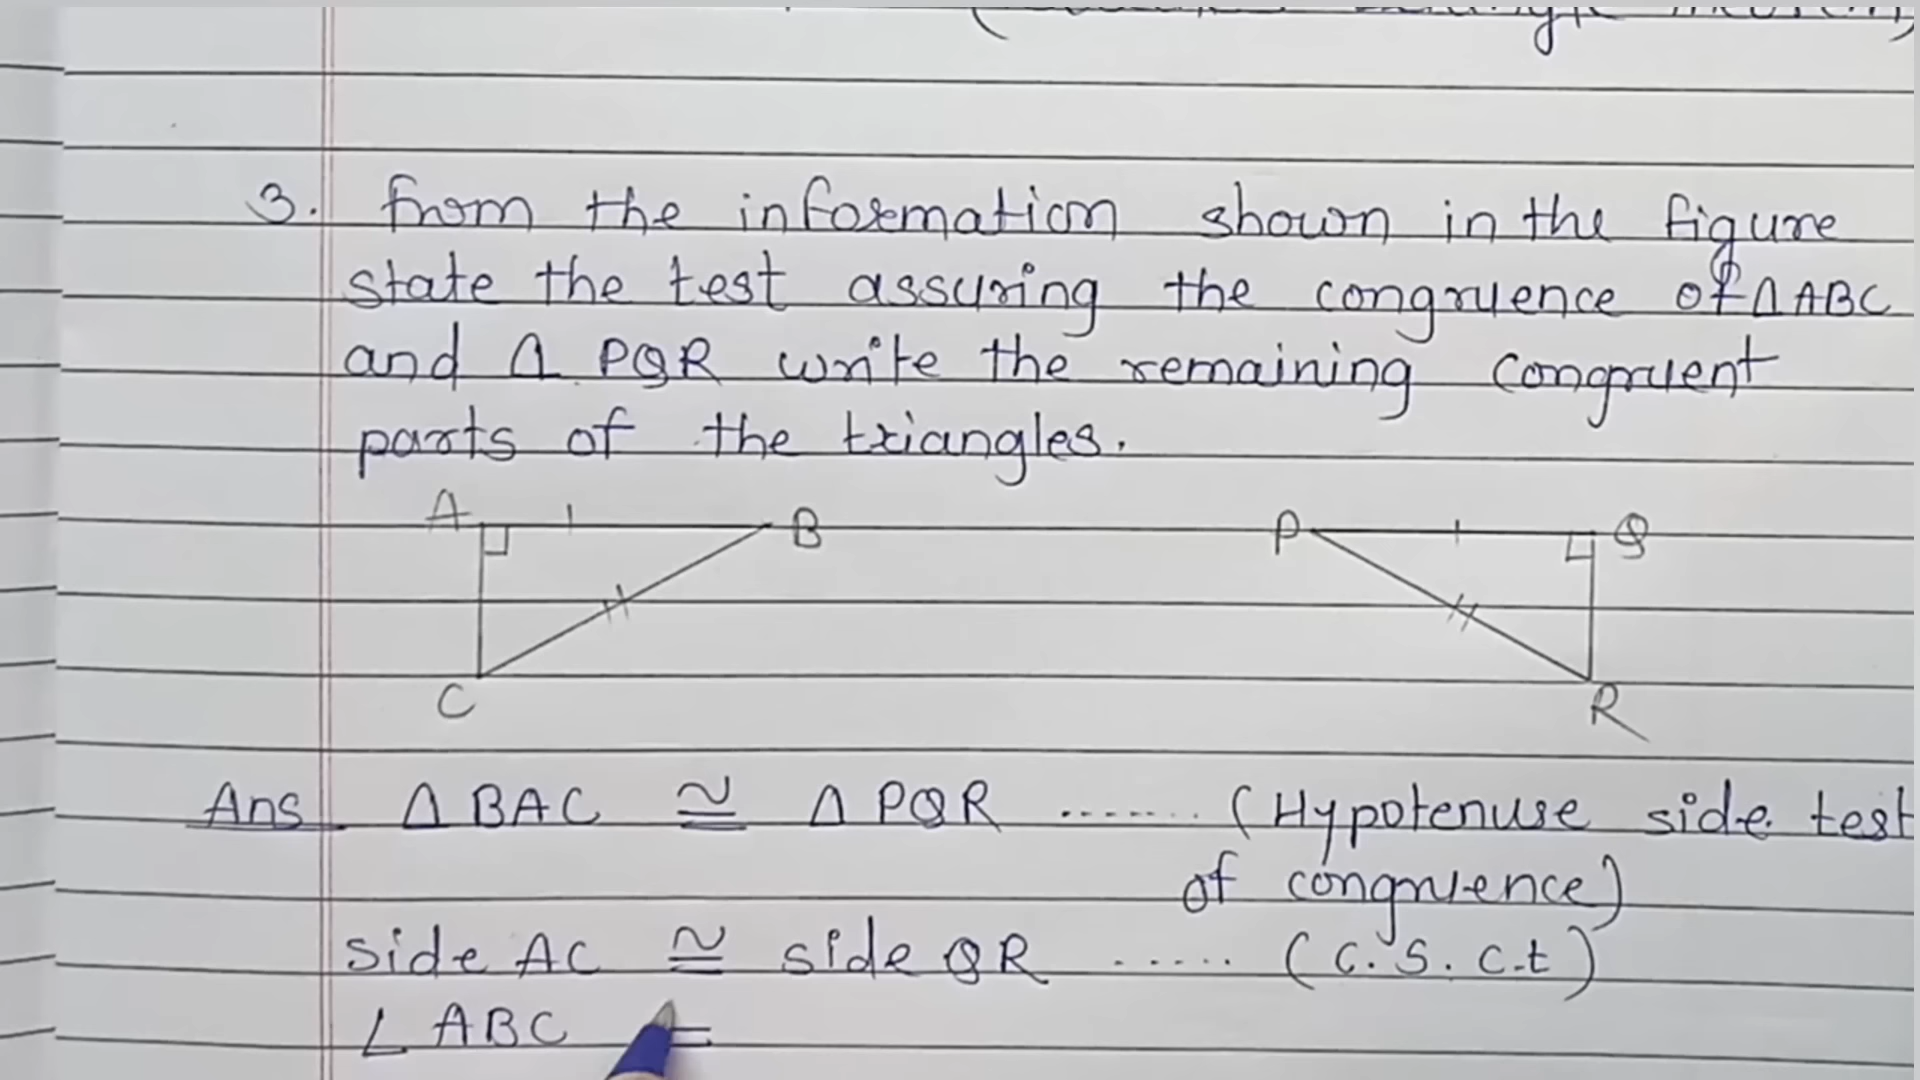 3. from the information shown in the figure
state the test assuring the congruence of △ABC
and △ PQR write the remaining congruent
parts of the triangles.
A B P Q
C R
Ans △ BAC ≅ △ PQR ...... (Hypotenuse side test
of congruence)
side AC ≅ side QR ..... (C.S.C.t)
∠ ABC =